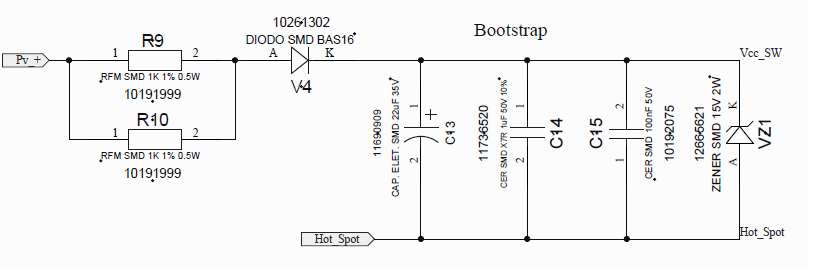 10261302
DIODO SMD BAS16
Bootstrap
R9
Pv_+
1
2
A
K
Vcc_SW
RFM SMD 1K 1% 0.5W
V4
10191999
R10
1
2
RFM SMD 1K 1% 0.5W
10191999
11690909
CAP. ELET. SMD 22uF 35V
1
2
+
C13
11736520
CER SMD X7R 1uF 50V 10%
1
2
C14
C15
2
1
CER SMD 100nF 50V
10192075
12665621
ZENER SMD 15V 2W
K
A
VZ1
Hot_Spot
Hot_Spot